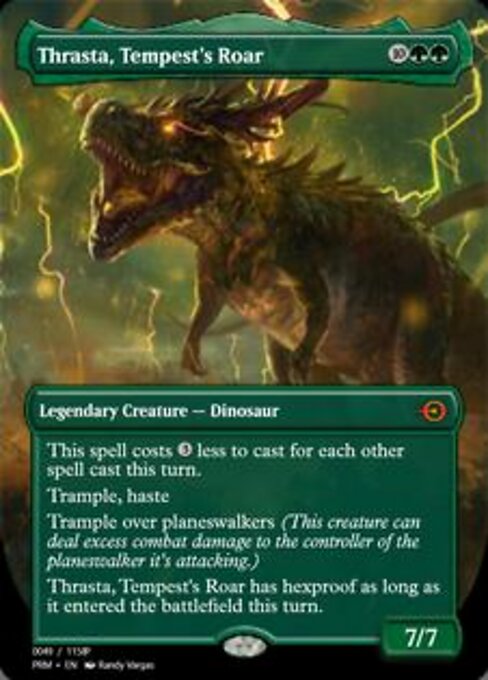 Thrasta, Tempest's Roar 10
Legendary Creature — Dinosaur
This spell costs 3 less to cast for each other
spell cast this turn.
Trample, haste
Trample over planeswalkers (This creature can
deal excess combat damage to the controller of the
planeswalker it's attacking.)
Thrasta, Tempest's Roar has hexproof as long as
it entered the battlefield this turn.
7/7
PRM • EN Randy Vargas